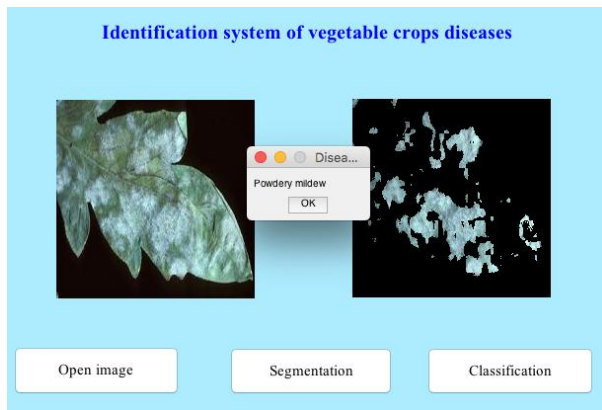 Identification system of vegetable crops diseases
Disea...
Powdery mildew
OK
Open image
Segmentation
Classification